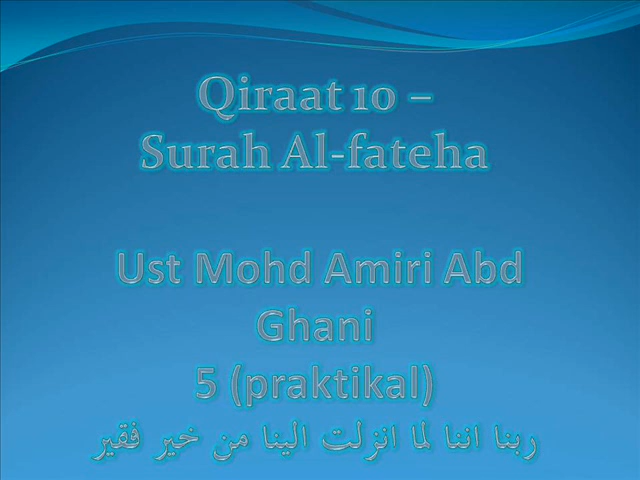 Qiraat 10 –
Surah Al-fateha
Ust Mohd Amiri Abd
Ghani
5 (praktikal)
ربنا اننا لما انزلت الينا من خير فقير